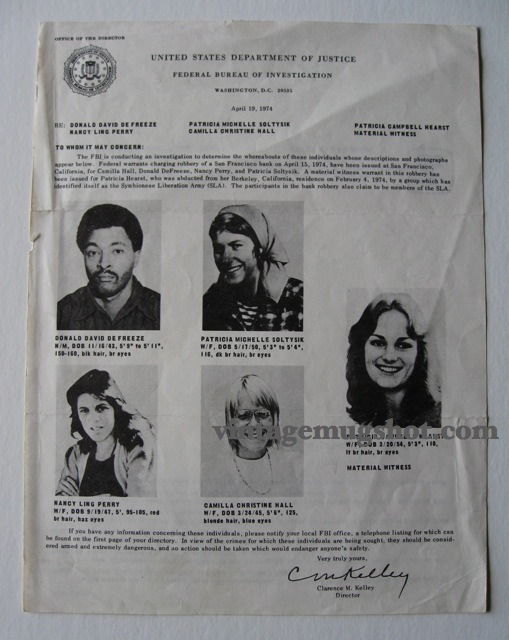 OFFICE OF THE DIRECTOR
UNITED STATES DEPARTMENT OF JUSTICE
FEDERAL BUREAU OF INVESTIGATION
WASHINGTON, D.C. 20535
April 19, 1974
RE: DONALD DAVID DE FREEZE
NANCY LING PERRY
PATRICIA MICHELLE SOLTYSIK
CAMILLA CHRISTINE HALL
PATRICIA CAMPBELL HEARST
MATERIAL WITNESS
TO WHOM IT MAY CONCERN:
The FBI is conducting an investigation to determine the whereabouts of these individuals whose descriptions and photographs
appear below. Federal warrants charging robbery of a San Francisco bank on April 15, 1974, have been issued at San Francisco,
California, for Camilla Hall, Donald DeFreeze, Nancy Perry, and Patricia Soltysik. A material witness warrant in this robbery has
been issued for Patricia Hearst, who was abducted from her Berkeley, California, residence on February 4, 1974, by a group which has
identified itself as the Symbionese Liberation Army (SLA). The participants in the bank robbery also claim to be members of the SLA.
DONALD DAVID DE FREEZE
N/M, DOB 11/16/43, 5'9" to 5'11",
150-160, blk hair, br eyes
PATRICIA MICHELLE SOLTYSIK
W/F, DOB 5/17/50, 5'3" to 5'4",
116, dk br hair, br eyes
W/F, DOB 2/20/54, 5'3", 110,
lt br hair, br eyes
MATERIAL WITNESS
vintagemugshot.com
NANCY LING PERRY
W/F, DOB 9/19/47, 5', 95-105, red
br hair, haz eyes
CAMILLA CHRISTINE HALL
W/F, DOB 3/24/45, 5'6", 125,
blonde hair, blue eyes
If you have any information concerning these individuals, please notify your local FBI office, a telephone listing for which can
be found on the first page of your directory. In view of the crimes for which these individuals are being sought, they should be consid-
ered armed and extremely dangerous, and no action should be taken which would endanger anyone's safety.
Very truly yours,
CM Kelley
Clarence M. Kelley
Director